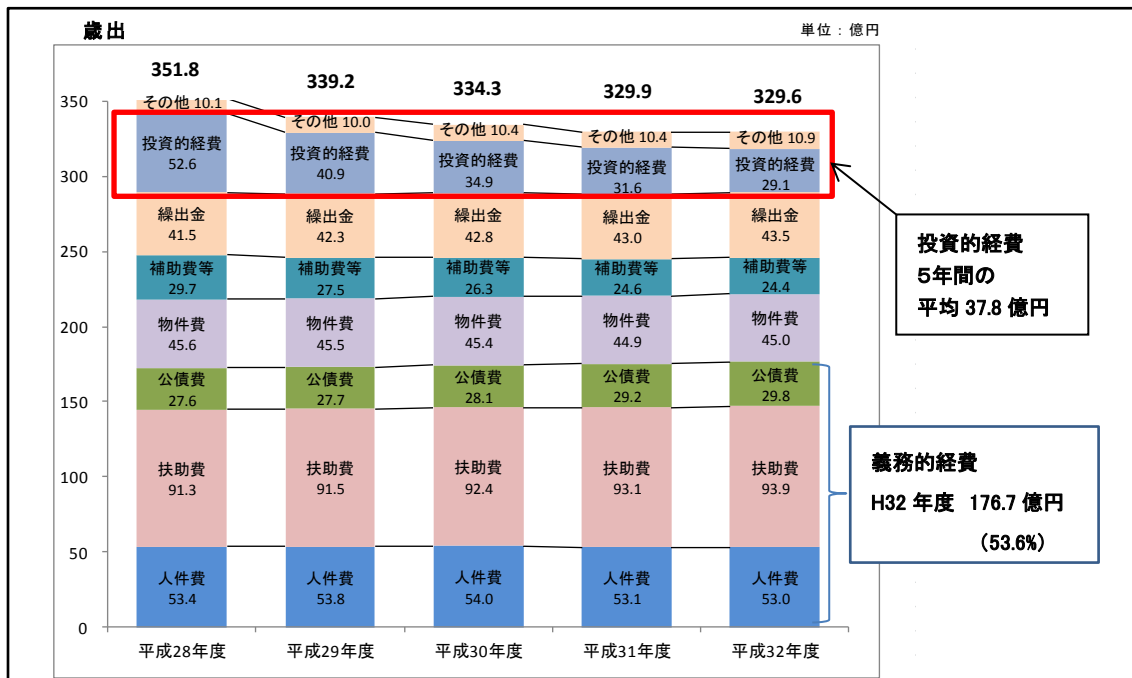 歳出
単位：億円
351.8
339.2
334.3
329.9
329.6
350
300
250
200
150
100
50
0
その他 10.1
投資的経費
52.6
繰出金
41.5
補助費等
29.7
物件費
45.6
公債費
27.6
扶助費
91.3
人件費
53.4
平成28年度
その他 10.0
投資的経費
40.9
繰出金
42.3
補助費等
27.5
物件費
45.5
公債費
27.7
扶助費
91.5
人件費
53.8
平成29年度
その他 10.4
投資的経費
34.9
繰出金
42.8
補助費等
26.3
物件費
45.4
公債費
28.1
扶助費
92.4
人件費
54.0
平成30年度
その他 10.4
投資的経費
31.6
繰出金
43.0
補助費等
24.6
物件費
44.9
公債費
29.2
扶助費
93.1
人件費
53.1
平成31年度
その他 10.9
投資的経費
29.1
繰出金
43.5
補助費等
24.4
物件費
45.0
公債費
29.8
扶助費
93.9
人件費
53.0
平成32年度
投資的経費
5年間の
平均 37.8 億円
義務的経費
H32 年度 176.7 億円
（53.6%）